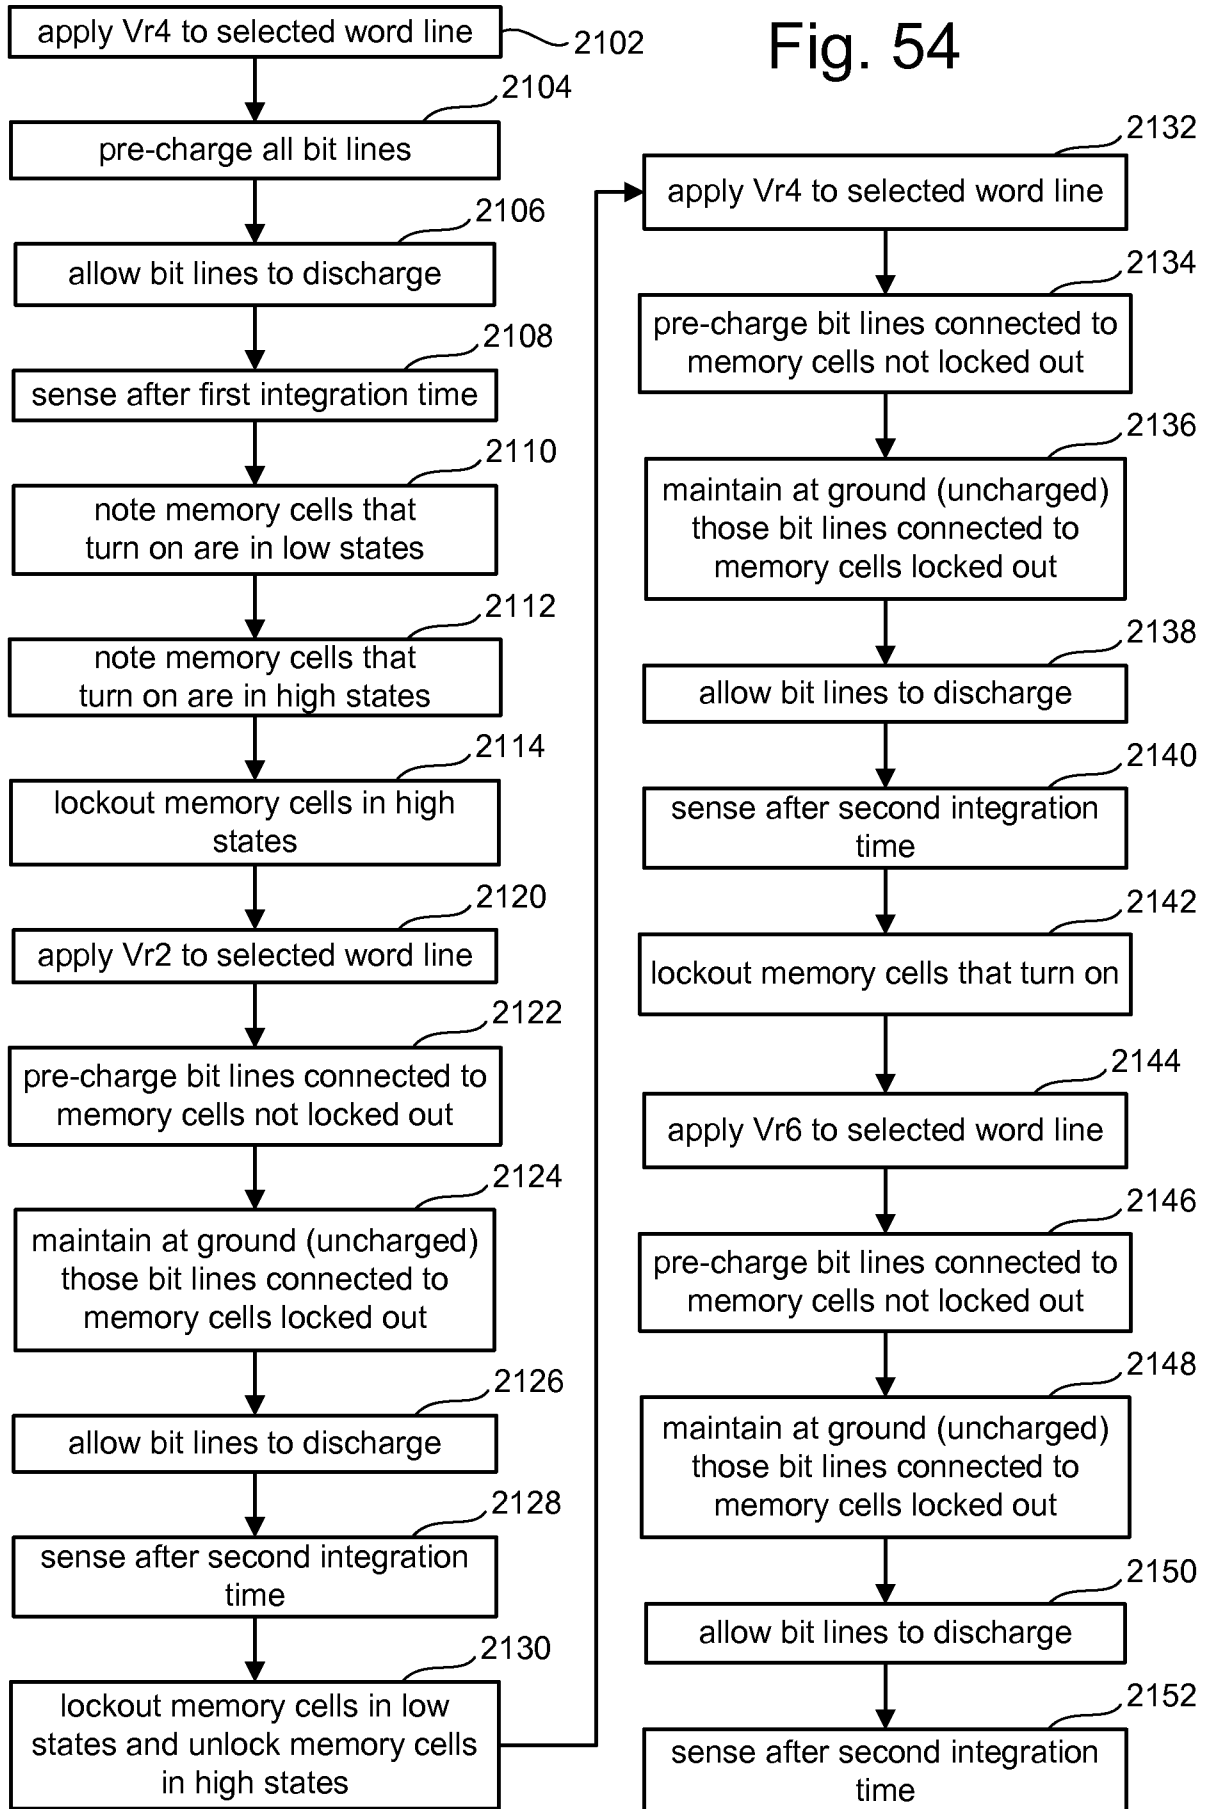 Fig. 54
apply Vr4 to selected word line
2102
2104
pre-charge all bit lines
2106
allow bit lines to discharge
2108
sense after first integration time
2110
note memory cells that
turn on are in low states
2112
note memory cells that
turn on are in high states
2114
lockout memory cells in high
states
2120
apply Vr2 to selected word line
2122
pre-charge bit lines connected to
memory cells not locked out
2124
maintain at ground (uncharged)
those bit lines connected to
memory cells locked out
2126
allow bit lines to discharge
2128
sense after second integration
time
2130
lockout memory cells in low
states and unlock memory cells
in high states
2132
apply Vr4 to selected word line
2134
pre-charge bit lines connected to
memory cells not locked out
2136
maintain at ground (uncharged)
those bit lines connected to
memory cells locked out
2138
allow bit lines to discharge
2140
sense after second integration
time
2142
lockout memory cells that turn on
2144
apply Vr6 to selected word line
2146
pre-charge bit lines connected to
memory cells not locked out
2148
maintain at ground (uncharged)
those bit lines connected to
memory cells locked out
2150
allow bit lines to discharge
2152
sense after second integration
time